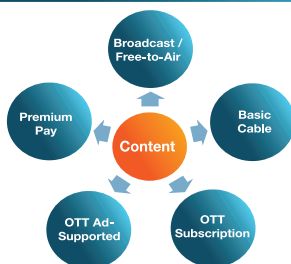 Broadcast /
Free-to-Air
Premium
Pay
Content
Basic
Cable
OTT Ad-
Supported
OTT
Subscription